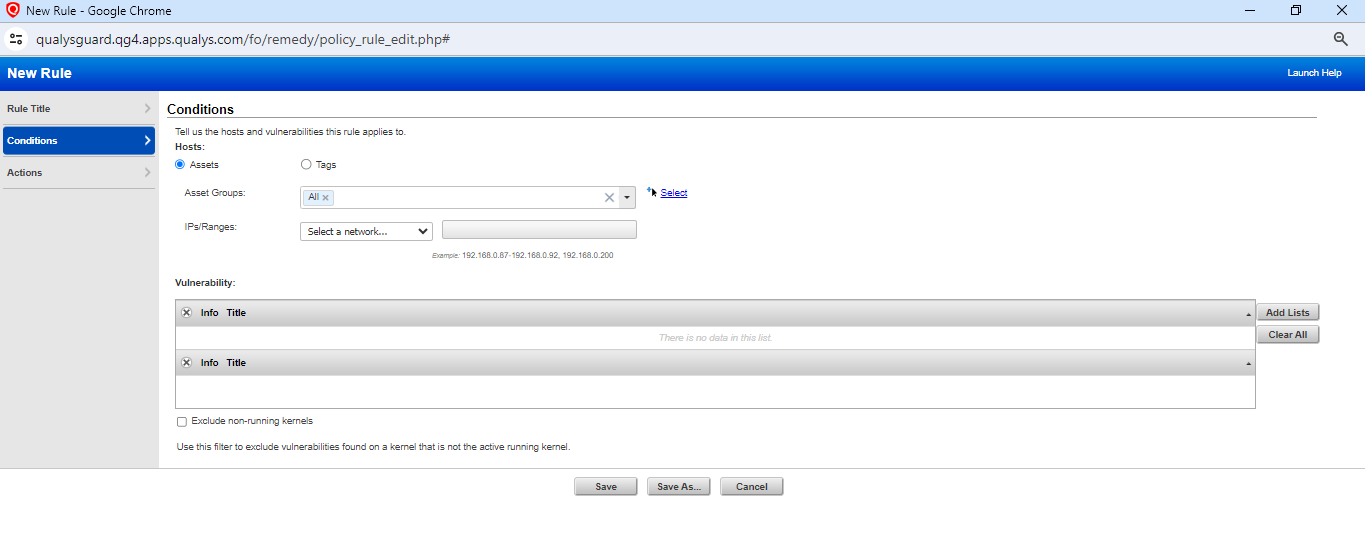 New Rule - Google Chrome
qualysguard.qg4.apps.qualys.com/fo/remedy/policy_rule_edit.php#
New Rule
Launch Help
Rule Title
Conditions
Actions
Conditions
Tell us the hosts and vulnerabilities this rule applies to.
Hosts:
Assets Tags
Asset Groups: All Select
IPs/Ranges: Select a network...
Example: 192.168.0.87-192.168.0.92, 192.168.0.200
Vulnerability:
Info Title
Add Lists
There is no data in this list.
Clear All
Info Title
Exclude non-running kernels
Use this filter to exclude vulnerabilities found on a kernel that is not the active running kernel.
Save Save As... Cancel